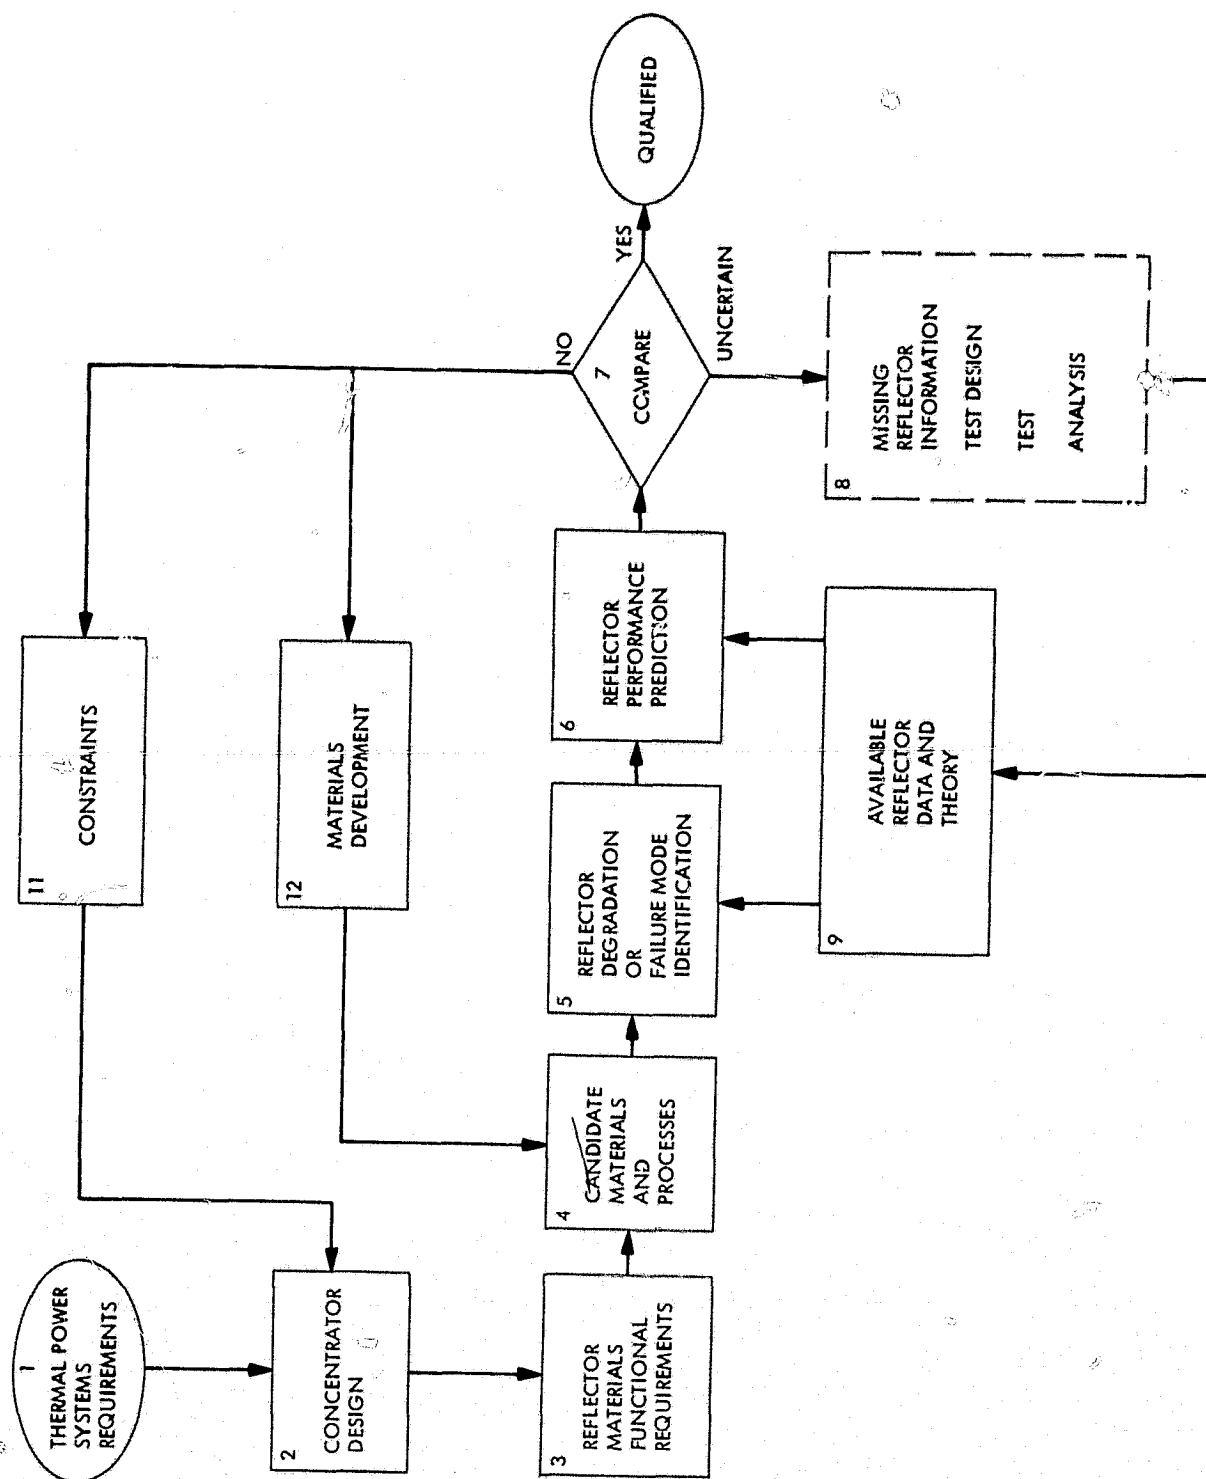 1
THERMAL POWER
SYSTEMS
REQUIREMENTS
2
CONCENTRATOR
DESIGN
3
REFLECTOR
MATERIALS
FUNCTIONAL
REQUIREMENTS
4
CANDIDATE
MATERIALS
AND
PROCESSES
5
REFLECTOR
DEGRADATION
OR
FAILURE MODE
IDENTIFICATION
6
REFLECTOR
PERFORMANCE
PREDICTION
7
COMPARE
YES
QUALIFIED
NO
UNCERTAIN
8
MISSING
REFLECTOR
INFORMATION
TEST DESIGN
TEST
ANALYSIS
9
AVAILABLE
REFLECTOR
DATA AND
THEORY
11
CONSTRAINTS
12
MATERIALS
DEVELOPMENT